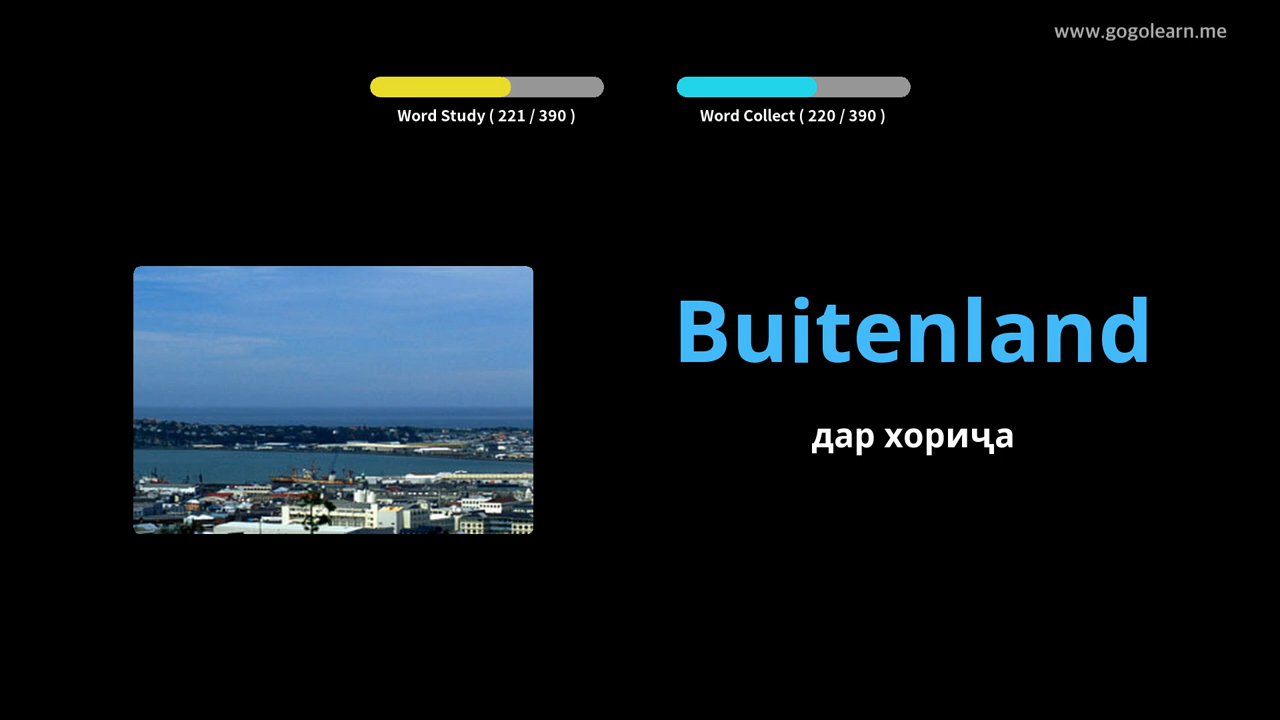 www.gogolearn.me
Word Study ( 221 / 390 )
Word Collect ( 220 / 390 )
Buitenland
дар хориҷа